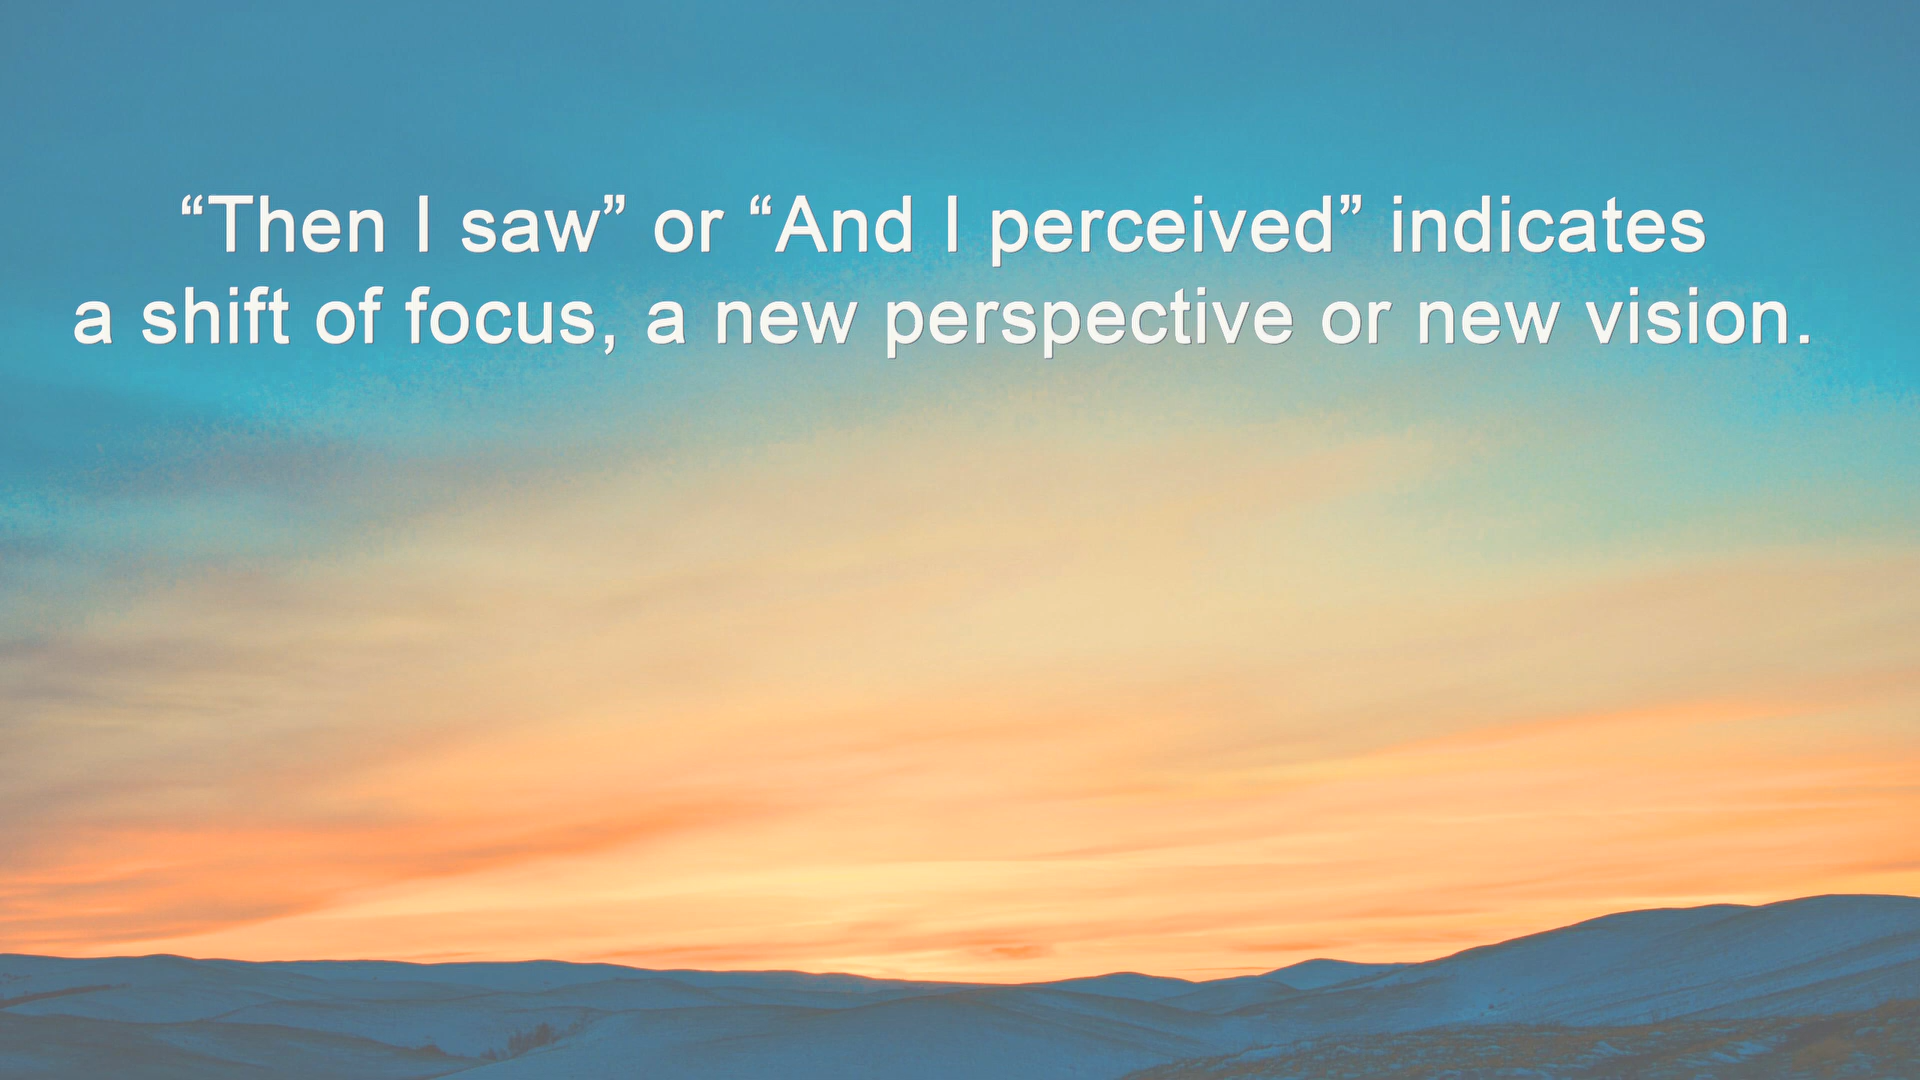 “Then I saw” or “And I perceived” indicates
a shift of focus, a new perspective or new vision.